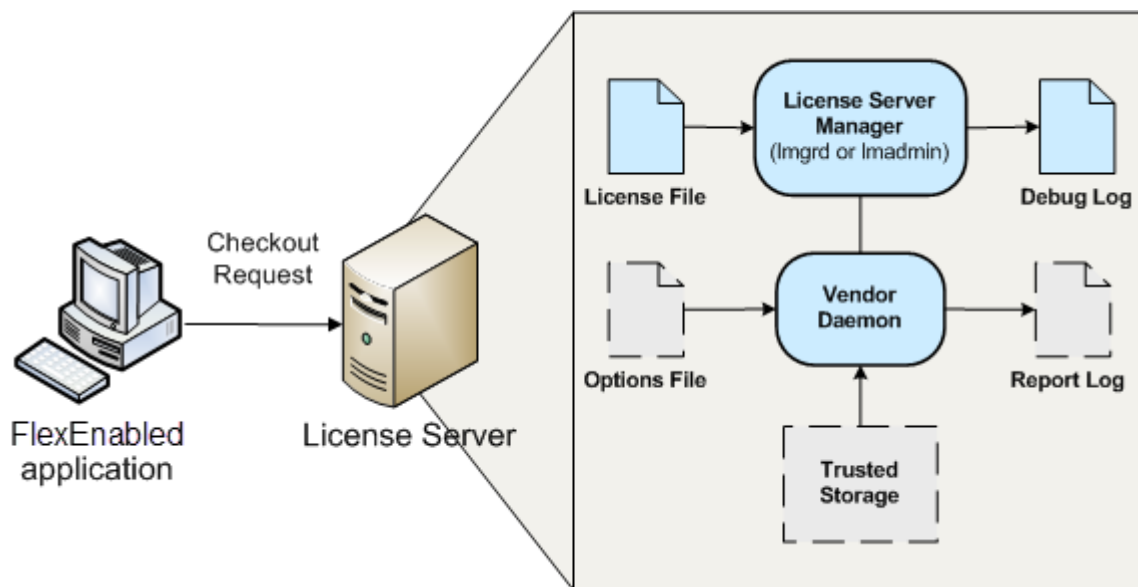 License Server
Manager
(lmgrd or lmadmin)
License File
Debug Log
Checkout
Request
Vendor
Daemon
Options File
Report Log
FlexEnabled
application
License Server
Trusted
Storage